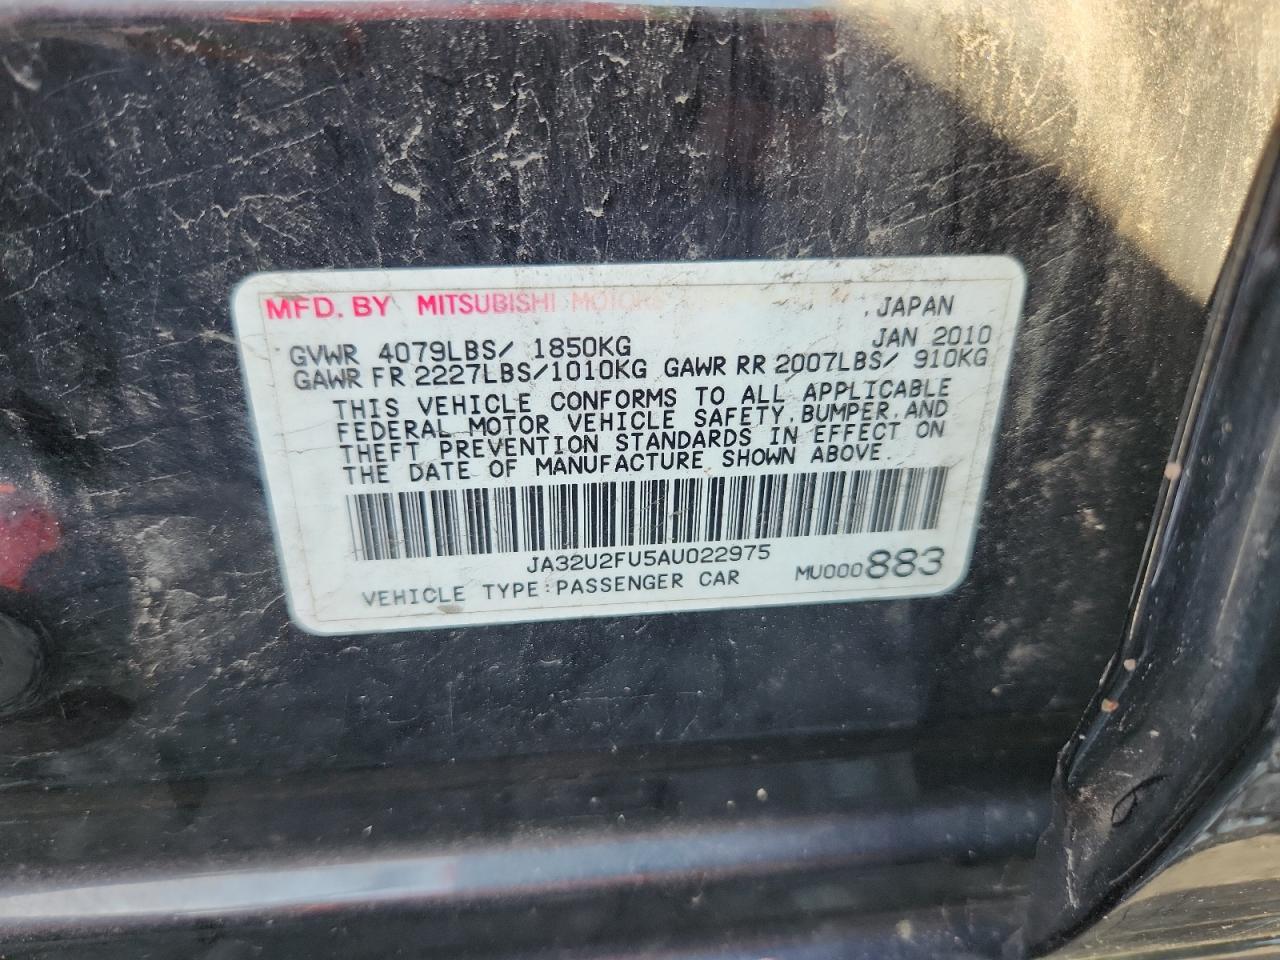 MFD. BY MITSUBISHI MOTORS
. JAPAN
JAN 2010
GVWR 4079LBS/ 1850KG
GAWR FR 2227LBS/1010KG GAWR RR 2007LBS/ 910KG
THIS VEHICLE CONFORMS TO ALL APPLICABLE
FEDERAL MOTOR VEHICLE SAFETY, BUMPER, AND
THEFT PREVENTION STANDARDS IN EFFECT ON
THE DATE OF MANUFACTURE SHOWN ABOVE.
JA32U2FU5AU022975
VEHICLE TYPE:PASSENGER CAR
MU000883